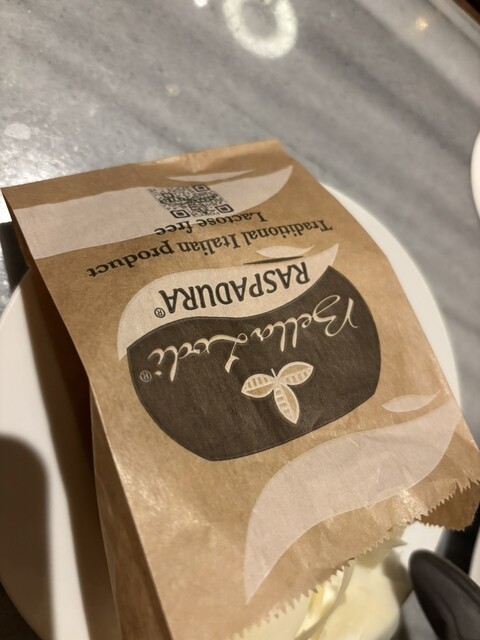 Bella Lodi®
RASPADURA®
Traditional Italian product
Lactose free